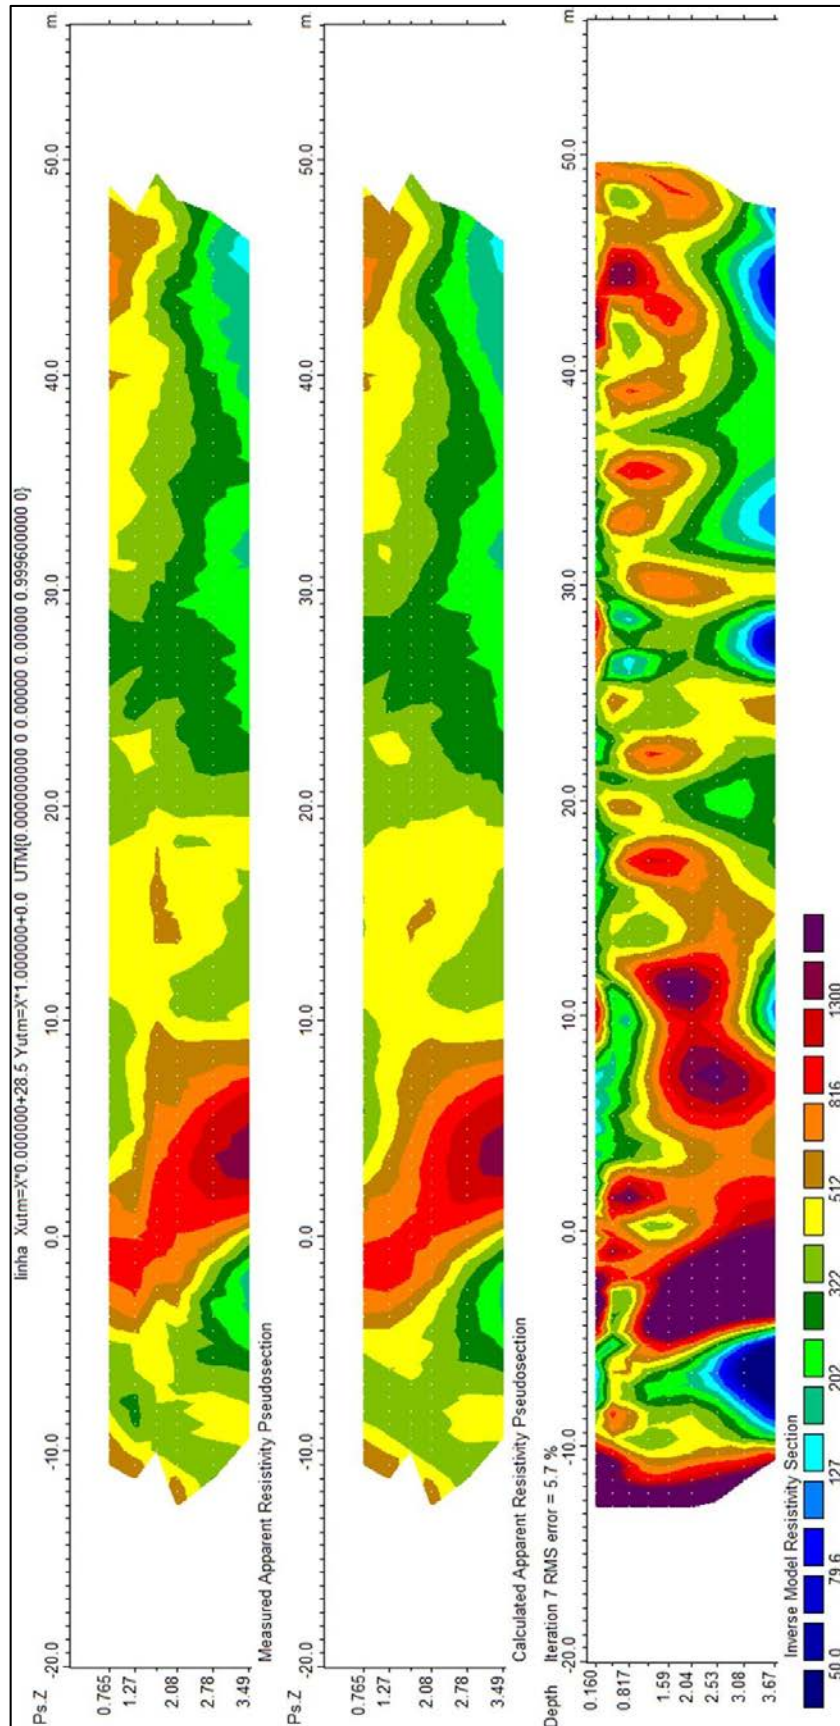 linha Xutm=X*0.000000+28.5 Yutm=X*1.000000+0.0 UTM{0.000000000 0 0.00000 0.00000 0.999600000 0}
Ps.Z -20.0 -10.0 0.0 10.0 20.0 30.0 40.0 50.0 m.
0.765
1.27
2.08
2.78
3.49
Measured Apparent Resistivity Pseudosection
Ps.Z -20.0 -10.0 0.0 10.0 20.0 30.0 40.0 50.0 m.
0.765
1.27
2.08
2.78
3.49
Calculated Apparent Resistivity Pseudosection
Depth Iteration 7 RMS error = 5.7 %
-20.0 -10.0 0.0 10.0 20.0 30.0 40.0 50.0 m.
0.160
0.817
1.59
2.04
2.53
3.08
3.67
Inverse Model Resistivity Section
50.0 79.6 127 202 322 512 816 1300